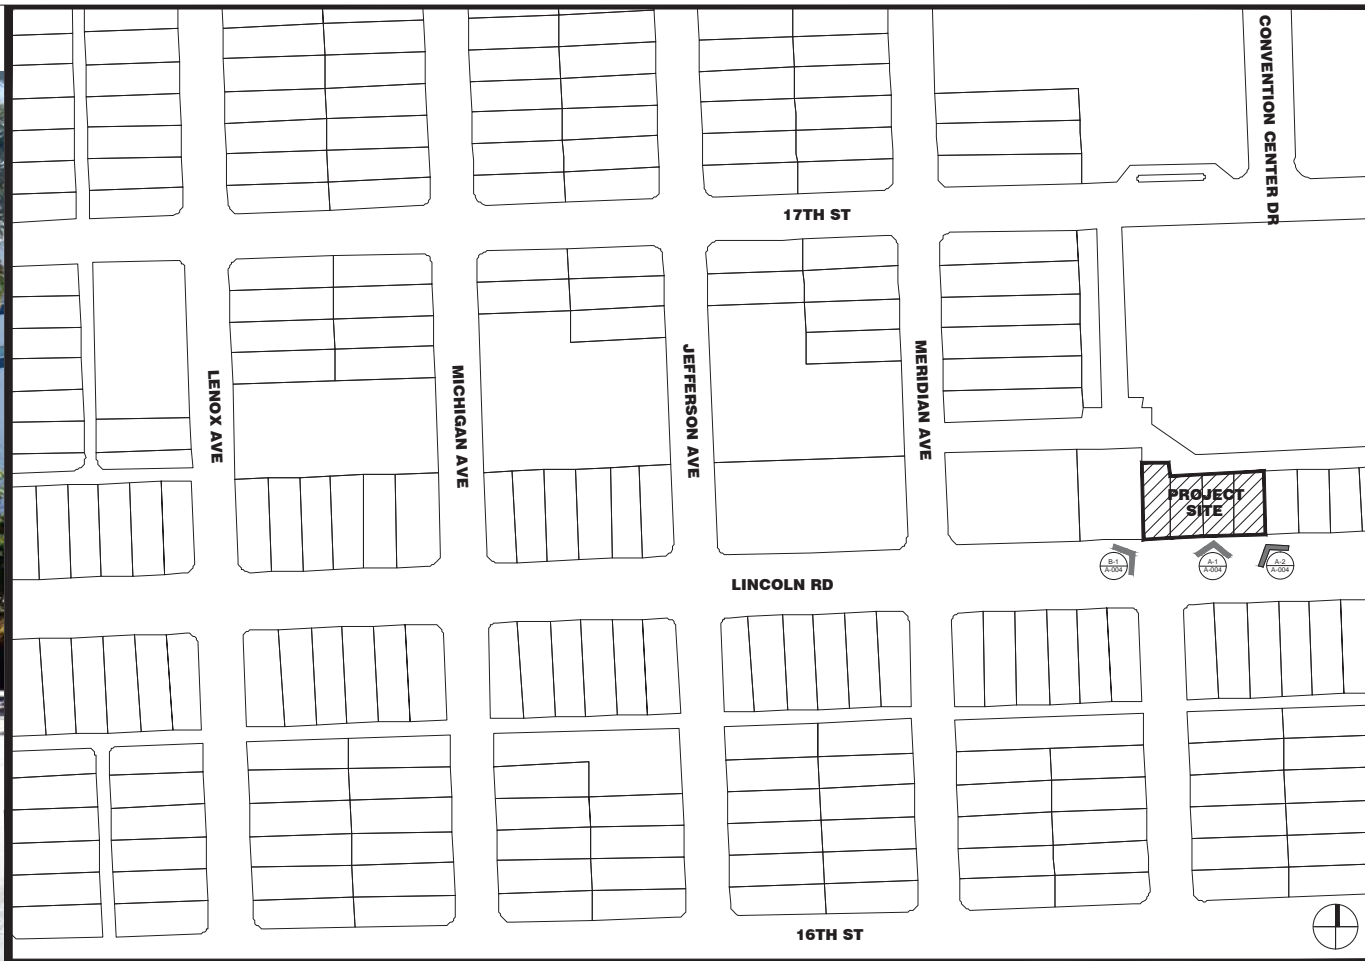 CONVENTION CENTER DR
17TH ST
LENOX AVE
MICHIGAN AVE
JEFFERSON AVE
MERIDIAN AVE
PROJECT
SITE
B-1
A-004
A-1
A-004
A-2
A-004
LINCOLN RD
16TH ST